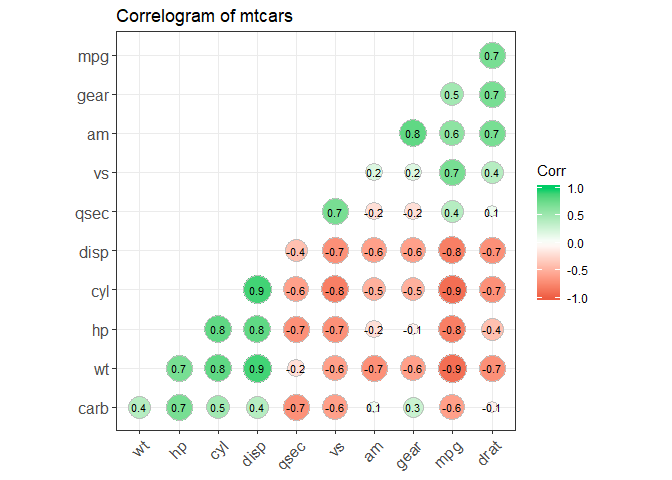 Correlogram of mtcars
mpg 0.7
gear 0.5 0.7
am 0.8 0.6 0.7
vs 0.2 0.2 0.7 0.4
qsec 0.7 -0.2 -0.2 0.4 0.1
disp -0.4 -0.7 -0.6 -0.6 -0.8 -0.7
cyl 0.9 -0.6 -0.8 -0.5 -0.5 -0.9 -0.7
hp 0.8 0.8 -0.7 -0.7 -0.2 -0.1 -0.8 -0.4
wt 0.7 0.8 0.9 -0.2 -0.6 -0.7 -0.6 -0.9 -0.7
carb 0.4 0.7 0.5 0.4 -0.7 -0.6 0.1 0.3 -0.6 -0.1
wt hp cyl disp qsec vs am gear mpg drat
Corr
1.0
0.5
0.0
-0.5
-1.0